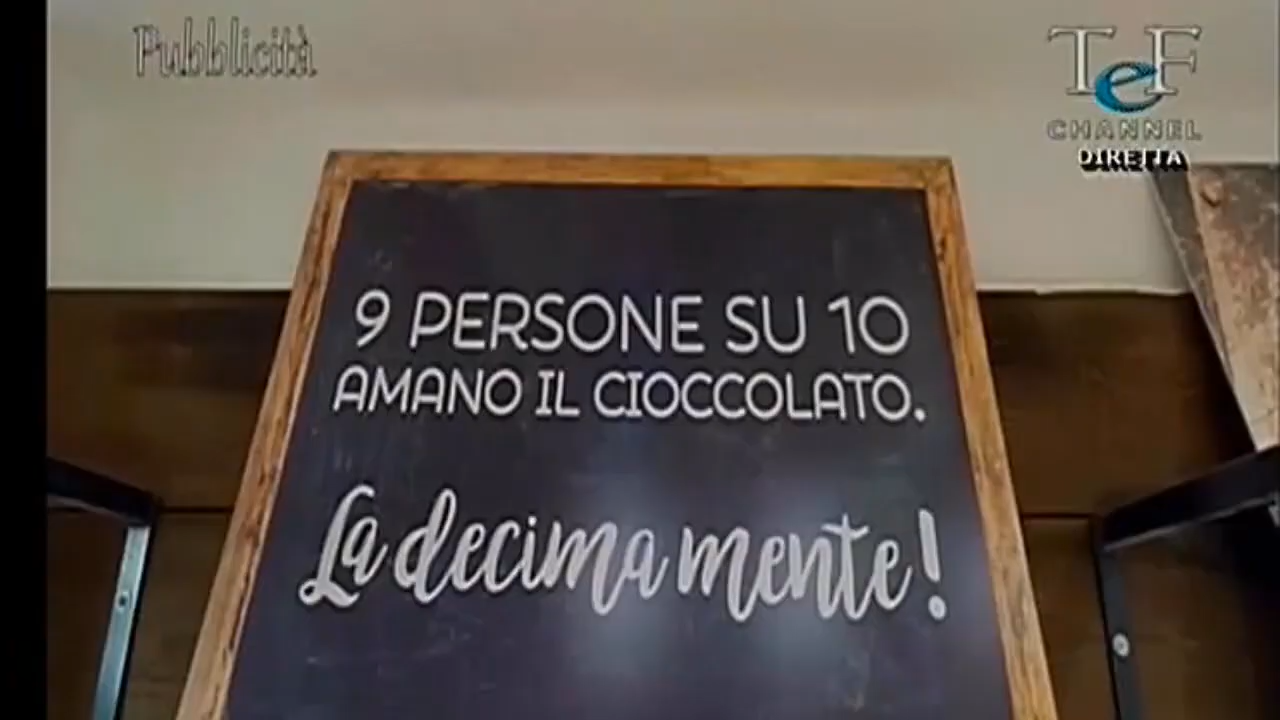 Pubblicità
TeF
CHANNEL
DIRETTA
9 PERSONE SU 10
AMANO IL CIOCCOLATO.
La decima mente!